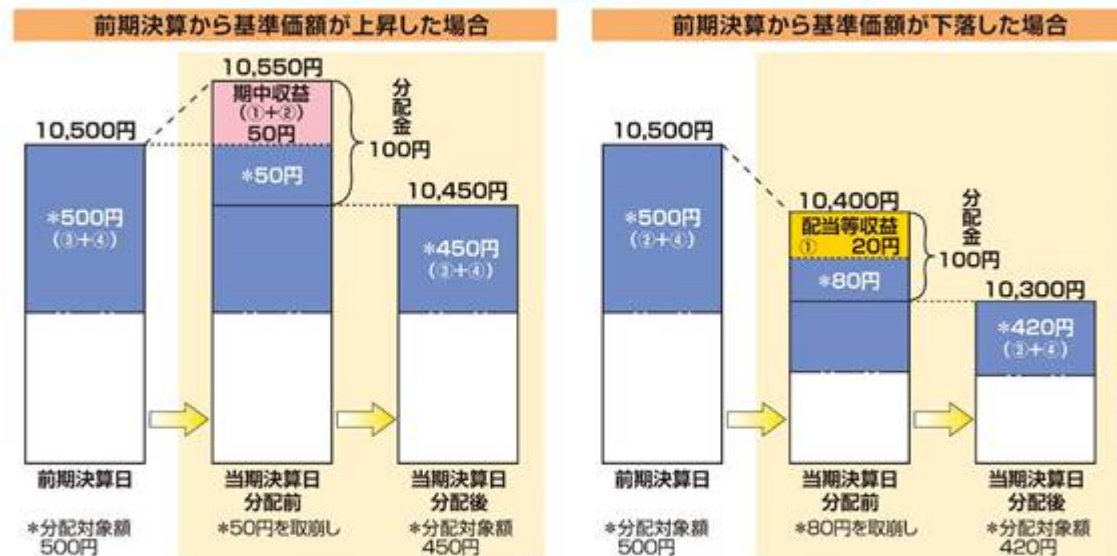 前期決算から基準価額が上昇した場合
10,550円
期中収益
(①+②)
50円
分配金
100円
10,500円
*500円
(③+④)
*50円
10,450円
*450円
(③+④)
前期決算日
当期決算日
分配前
当期決算日
分配後
*分配対象額
500円
*50円を取崩し
*分配対象額
450円
前期決算から基準価額が下落した場合
10,500円
*500円
(③+④)
10,400円
配当等収益
① 20円
分配金
100円
*80円
10,300円
*420円
(③+④)
前期決算日
当期決算日
分配前
当期決算日
分配後
*分配対象額
500円
*80円を取崩し
*分配対象額
420円